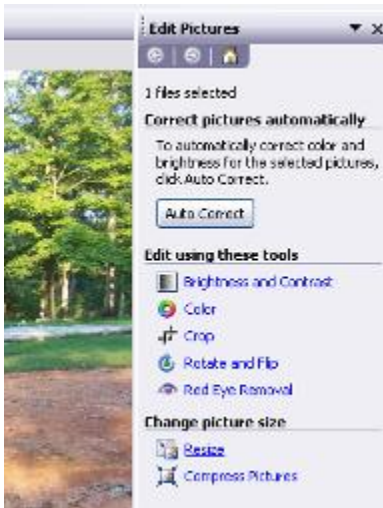 Edit Pictures
1 files selected
Correct pictures automatically
To automatically correct color and
brightness for the selected pictures,
click Auto Correct.
Auto Correct
Edit using these tools
Brightness and Contrast
Color
Crop
Rotate and Flip
Red Eye Removal
Change picture size
Resize
Compress Pictures